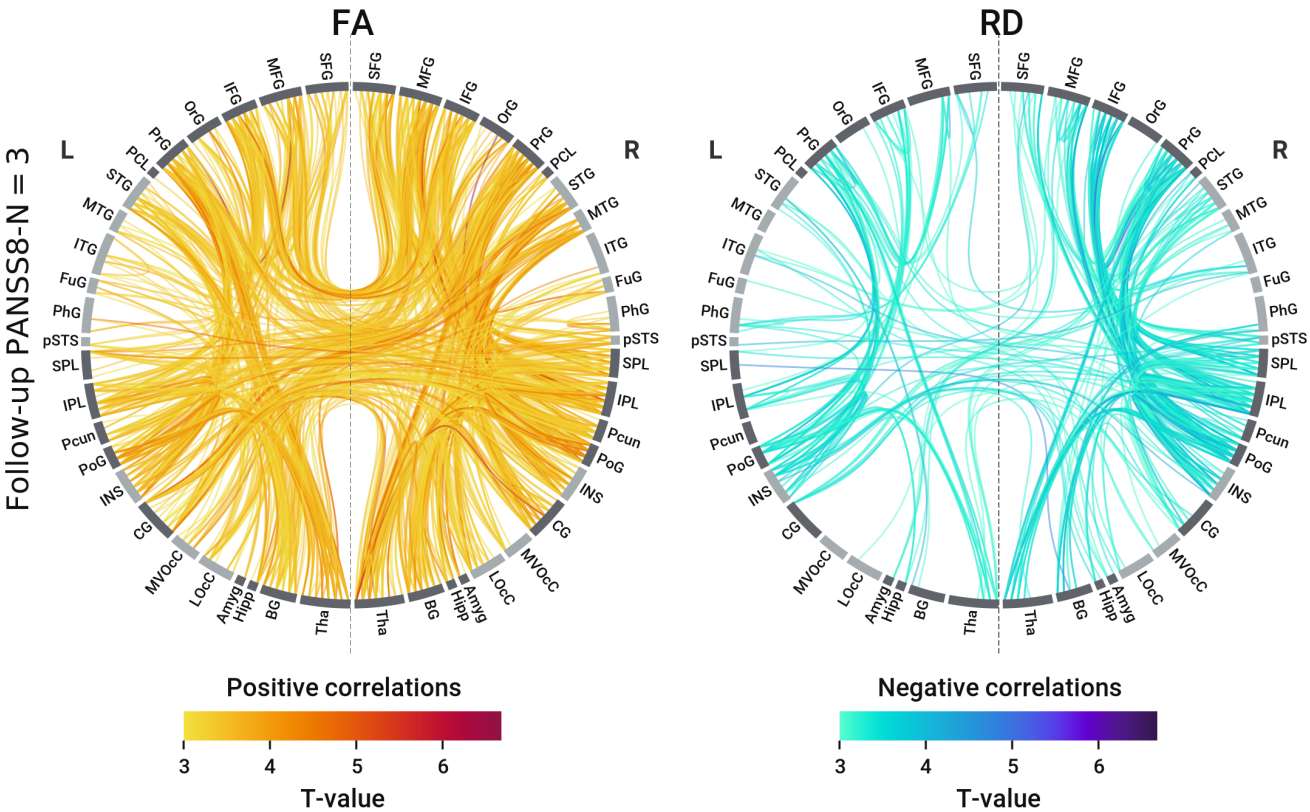 FA
RD
Follow-up PANSS8-N = 3
L
R
SFG
MFG
IFG
OrG
PrG
PCL
STG
MTG
ITG
FuG
PhG
pSTS
SPL
IPL
Pcun
PoG
INS
CG
MVOcC
LOcC
Amyg
Hipp
BG
Tha
SFG
MFG
IFG
OrG
PrG
PCL
STG
MTG
ITG
FuG
PhG
pSTS
SPL
IPL
Pcun
PoG
INS
CG
MVOcC
LOcC
Amyg
Hipp
BG
Tha
L
R
SFG
MFG
IFG
OrG
PrG
PCL
STG
MTG
ITG
FuG
PhG
pSTS
SPL
IPL
Pcun
PoG
INS
CG
MVOcC
LOcC
Amyg
Hipp
BG
Tha
SFG
MFG
IFG
OrG
PrG
PCL
STG
MTG
ITG
FuG
PhG
pSTS
SPL
IPL
Pcun
PoG
INS
CG
MVOcC
LOcC
Amyg
Hipp
BG
Tha
Positive correlations
3 4 5 6
T-value
Negative correlations
3 4 5 6
T-value